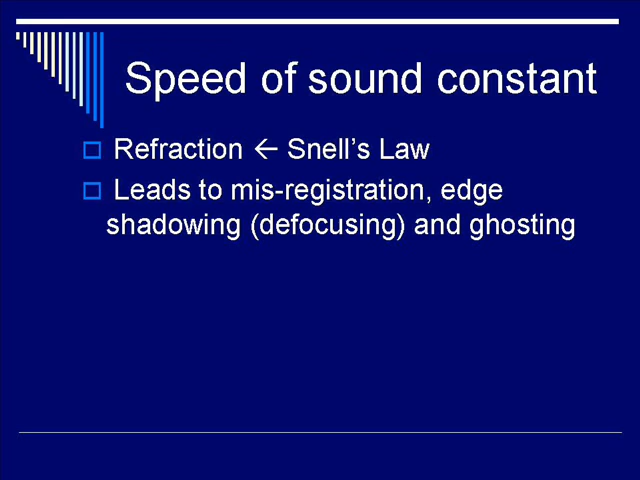 Speed of sound constant
Refraction ← Snell's Law
Leads to mis-registration, edge
shadowing (defocusing) and ghosting